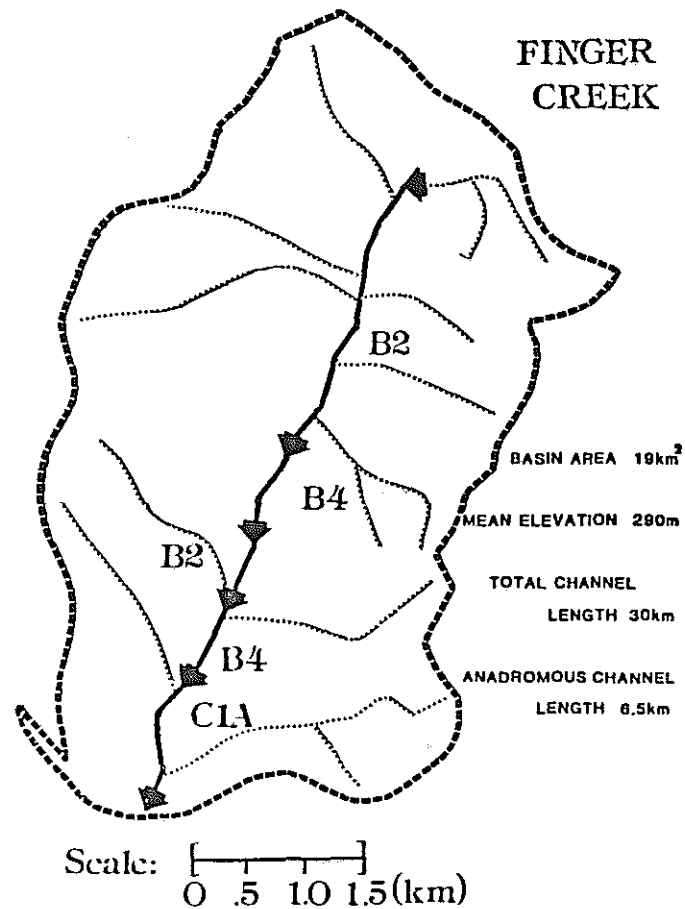 FINGER
CREEK
B2
BASIN AREA 19km²
B4
MEAN ELEVATION 290m
B2
TOTAL CHANNEL
LENGTH 30km
B4
ANADROMOUS CHANNEL
LENGTH 6.5km
C1A
Scale:
0 .5 1.0 1.5(km)